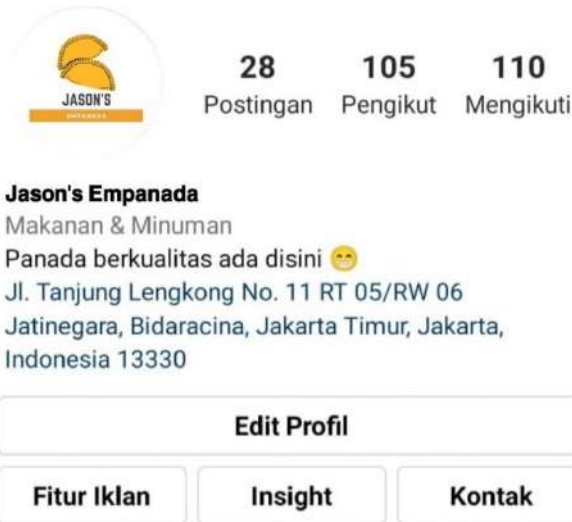 JASON'S
EMPANADA
28 105 110
Postingan Pengikut Mengikuti
Jason's Empanada
Makanan & Minuman
Panada berkualitas ada disini 😁
Jl. Tanjung Lengkong No. 11 RT 05/RW 06
Jatinegara, Bidaracina, Jakarta Timur, Jakarta,
Indonesia 13330
Edit Profil
Fitur Iklan Insight Kontak